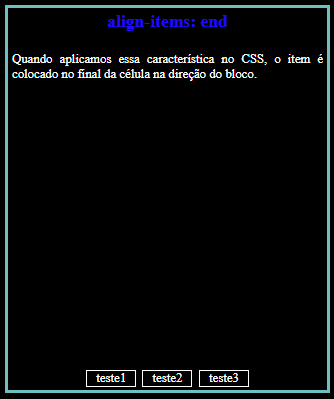 align-items: end
Quando aplicamos essa característica no CSS, o item é
colocado no final da célula na direção do bloco.
teste1 teste2 teste3